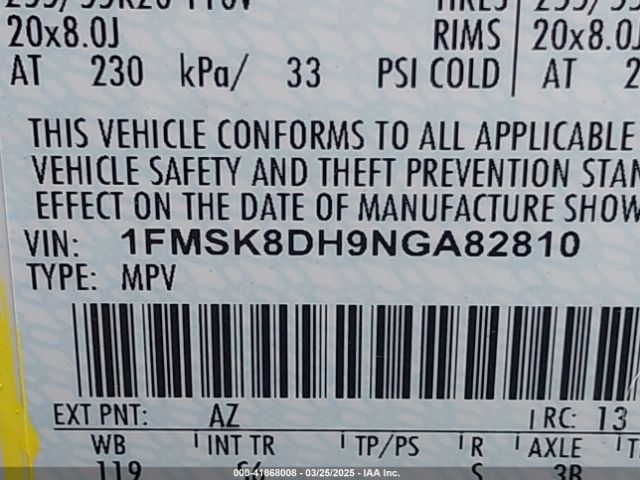 20x8.0J RIMS 20x8.0J
AT 230 kPa/ 33 PSI COLD AT 2
THIS VEHICLE CONFORMS TO ALL APPLICABLE
VEHICLE SAFETY AND THEFT PREVENTION STAN
EFFECT ON THE DATE OF MANUFACTURE SHOW
VIN: 1FMSK8DH9NGA82810
TYPE: MPV
EXT PNT: AZ RC: 13
WB INT TR TP/PS R AXLE
119 S 3B
000-41868008 - 03/25/2025 - IAA Inc.